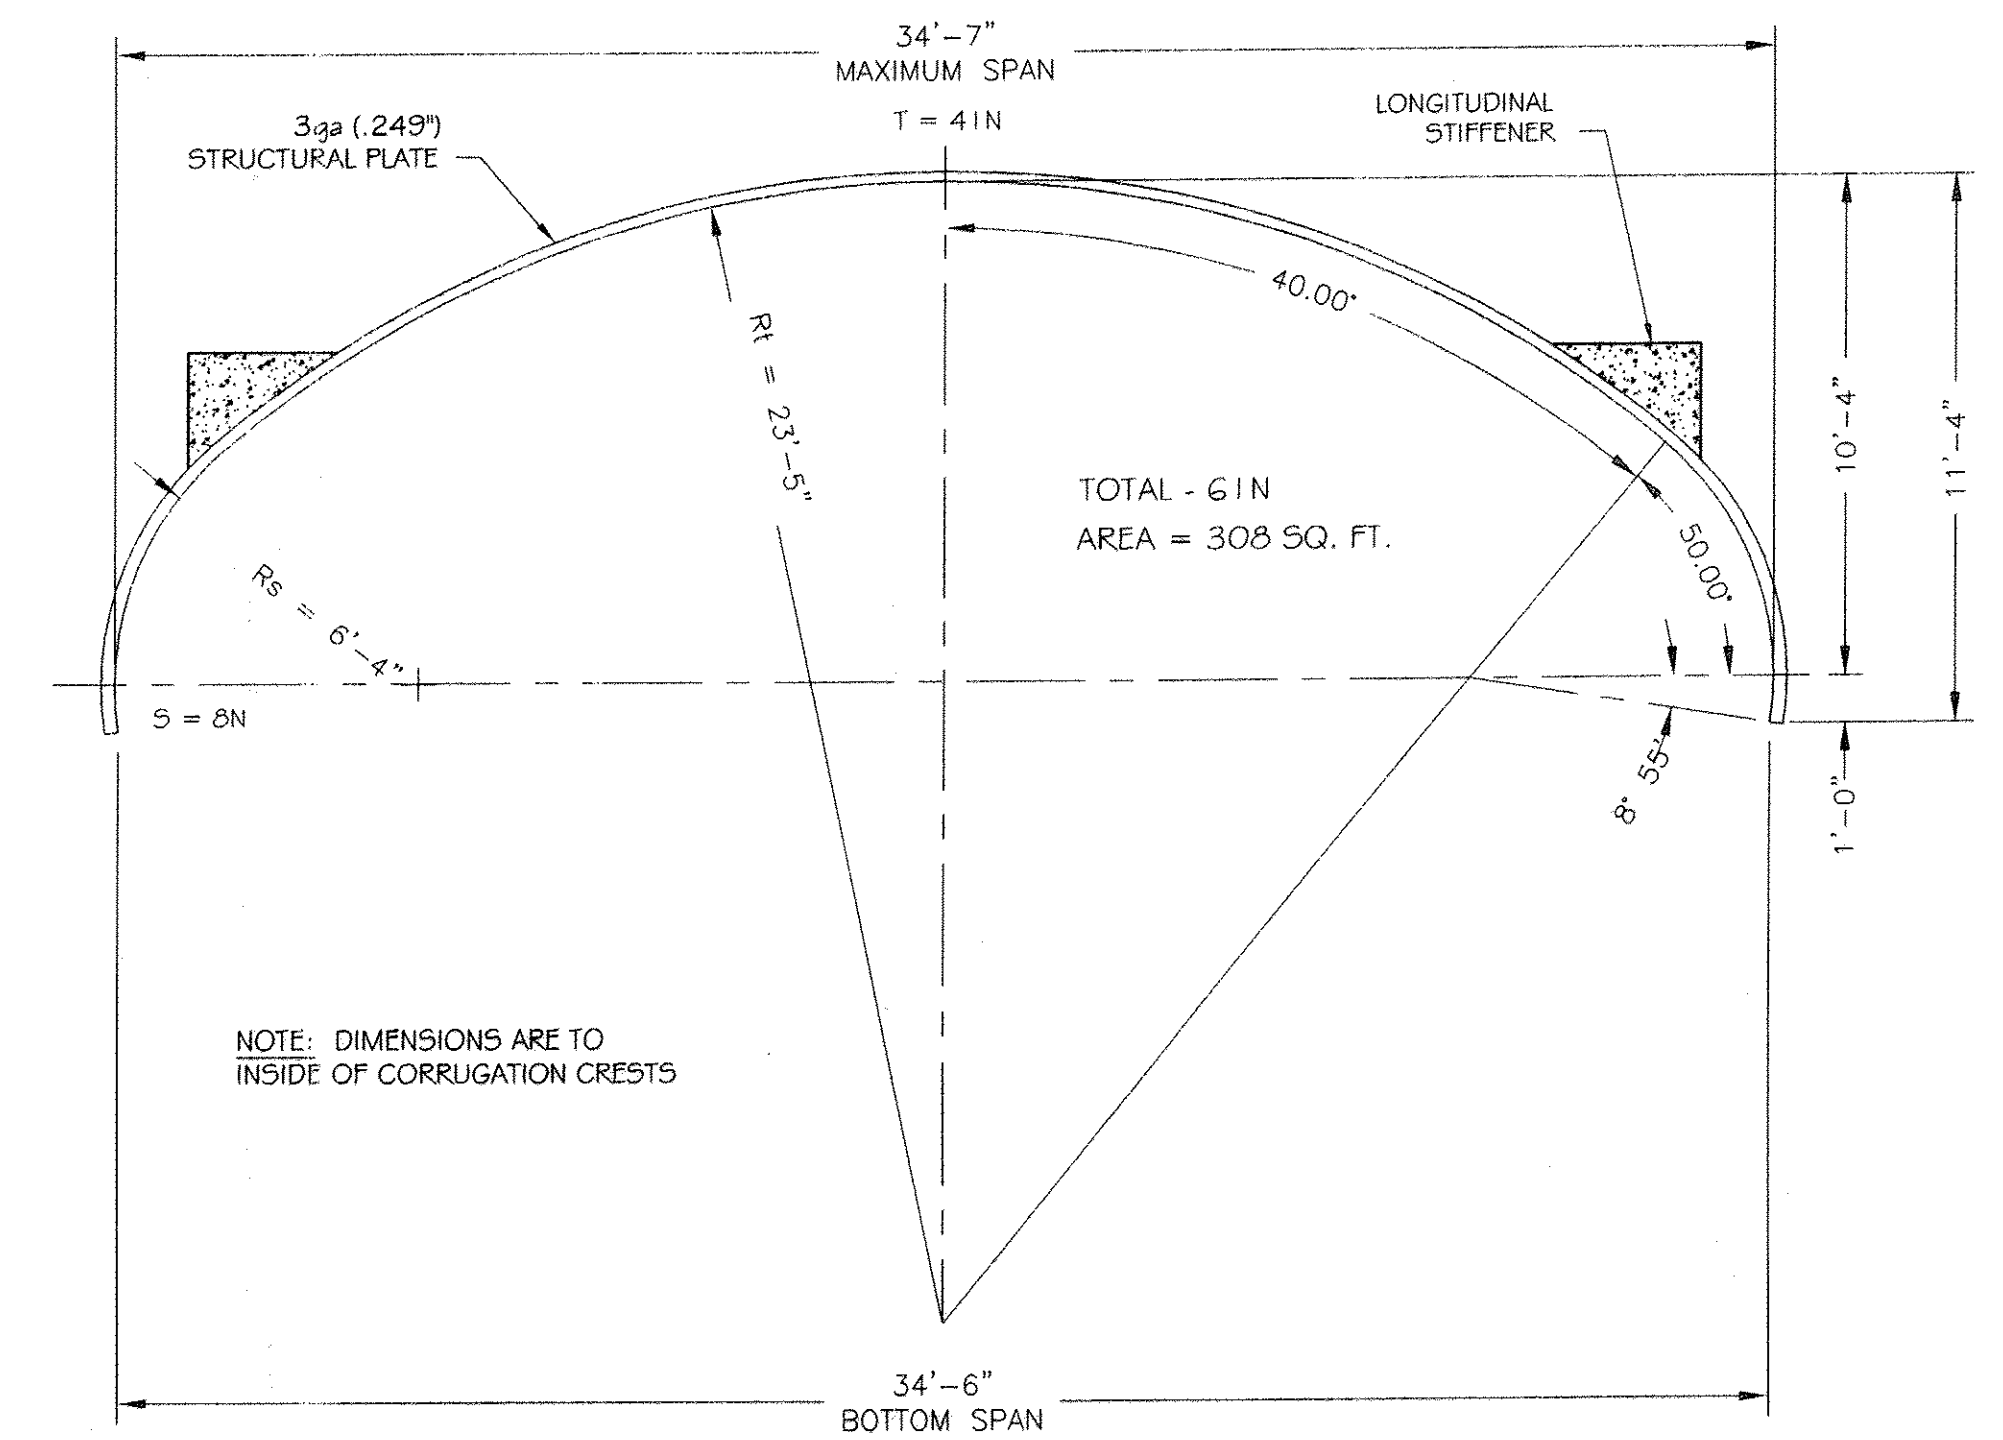 34'-7"
MAXIMUM SPAN
T = 41N
3ga (.249")
STRUCTURAL PLATE
LONGITUDINAL
STIFFENER
40.00°
Rt = 23'-5"
10'-4"
11'-4"
TOTAL - 61N
AREA = 308 SQ. FT.
50.00°
Rs = 6'-4"
S = 8N
8° 55'
1'-0"
NOTE: DIMENSIONS ARE TO
INSIDE OF CORRUGATION CRESTS
34'-6"
BOTTOM SPAN